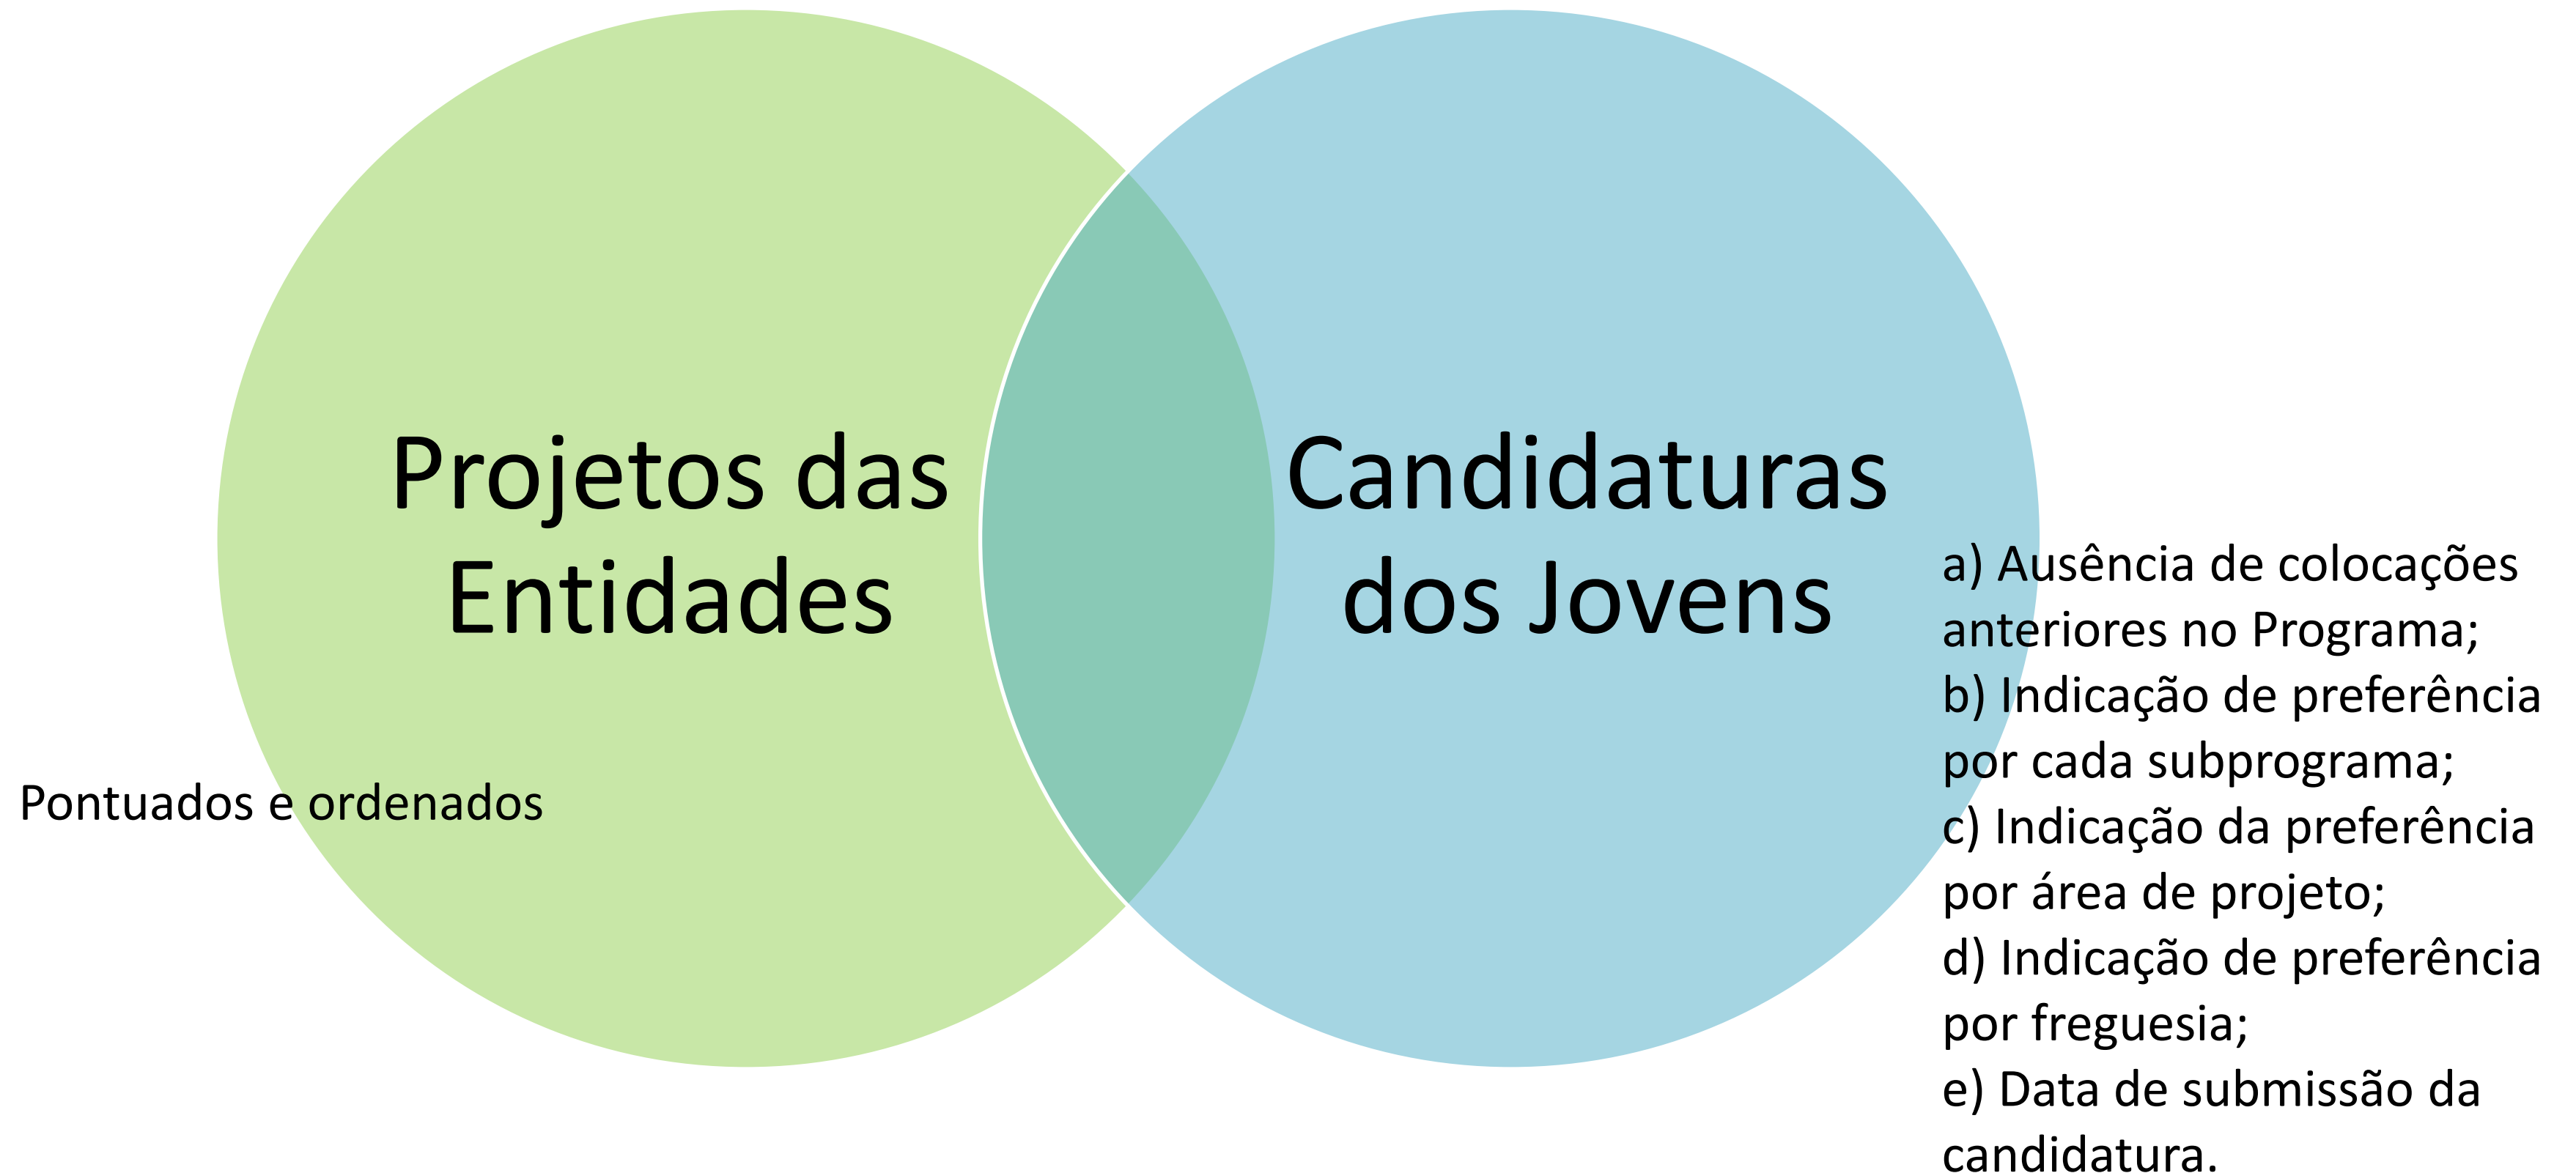 Projetos das
Entidades
Pontuados e ordenados
Candidaturas
dos Jovens
a) Ausência de colocações
anteriores no Programa;
b) Indicação de preferência
por cada subprograma;
c) Indicação da preferência
por área de projeto;
d) Indicação de preferência
por freguesia;
e) Data de submissão da
candidatura.